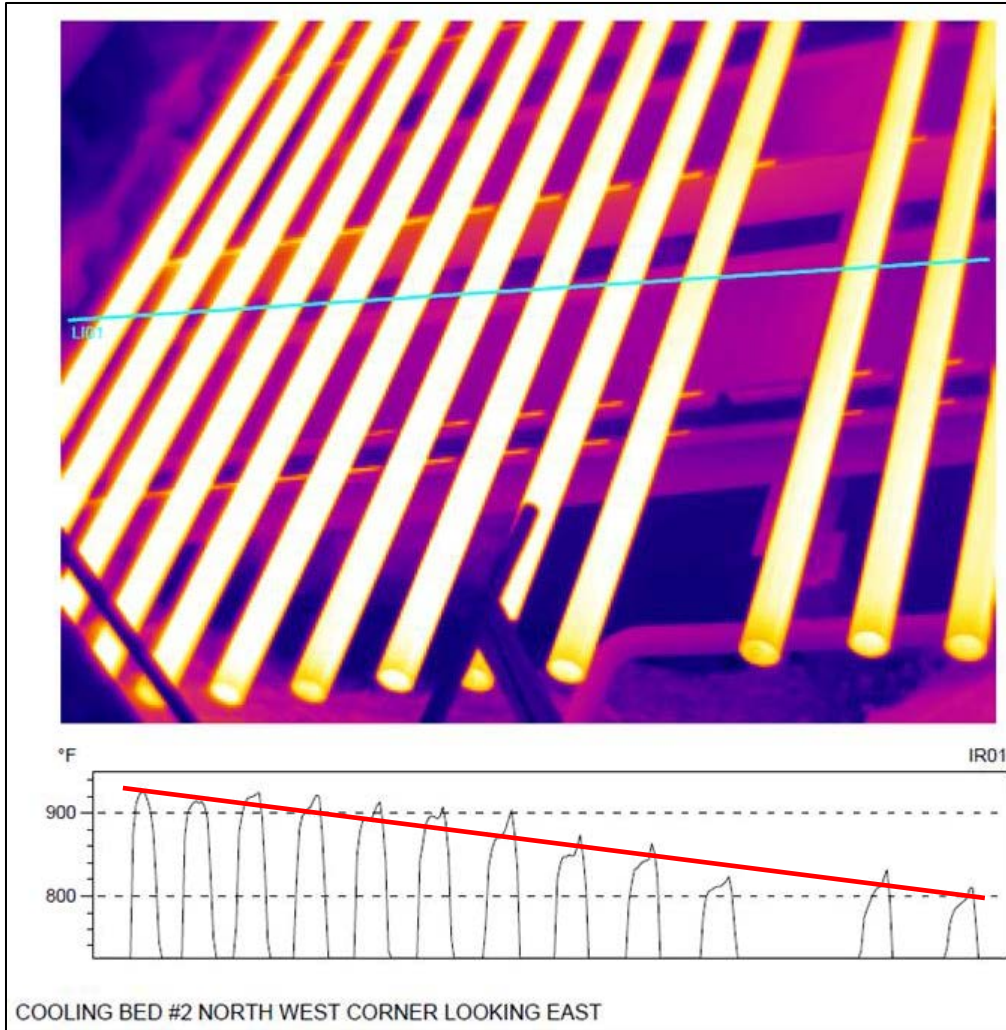 LI01
°F
IR01
900
800
COOLING BED #2 NORTH WEST CORNER LOOKING EAST